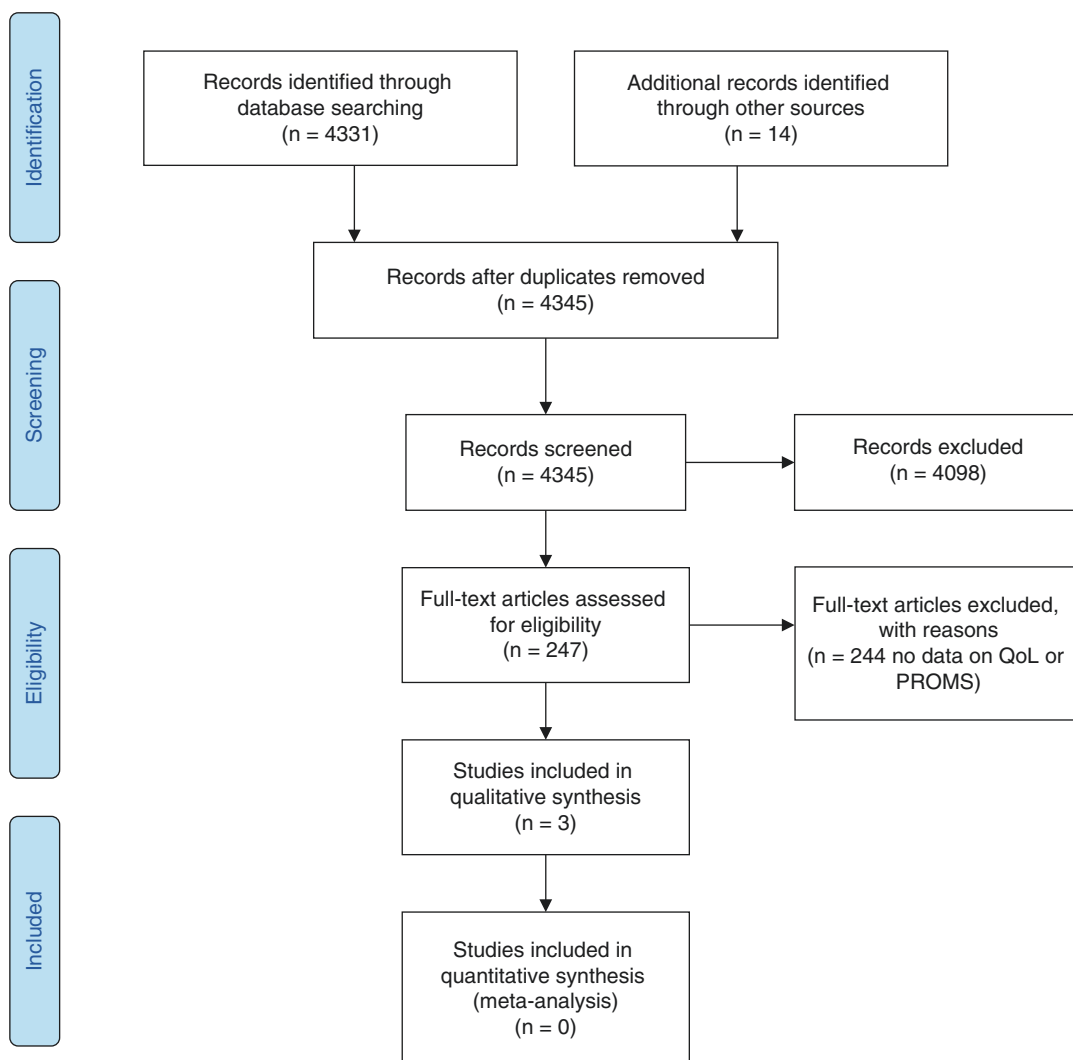 Identification
Records identified through
database searching
(n = 4331)
Additional records identified
through other sources
(n = 14)
Records after duplicates removed
(n = 4345)
Screening
Records screened
(n = 4345)
Records excluded
(n = 4098)
Eligibility
Full-text articles assessed
for eligibility
(n = 247)
Full-text articles excluded,
with reasons
(n = 244 no data on QoL or
PROMS)
Studies included in
qualitative synthesis
(n = 3)
Included
Studies included in
quantitative synthesis
(meta-analysis)
(n = 0)